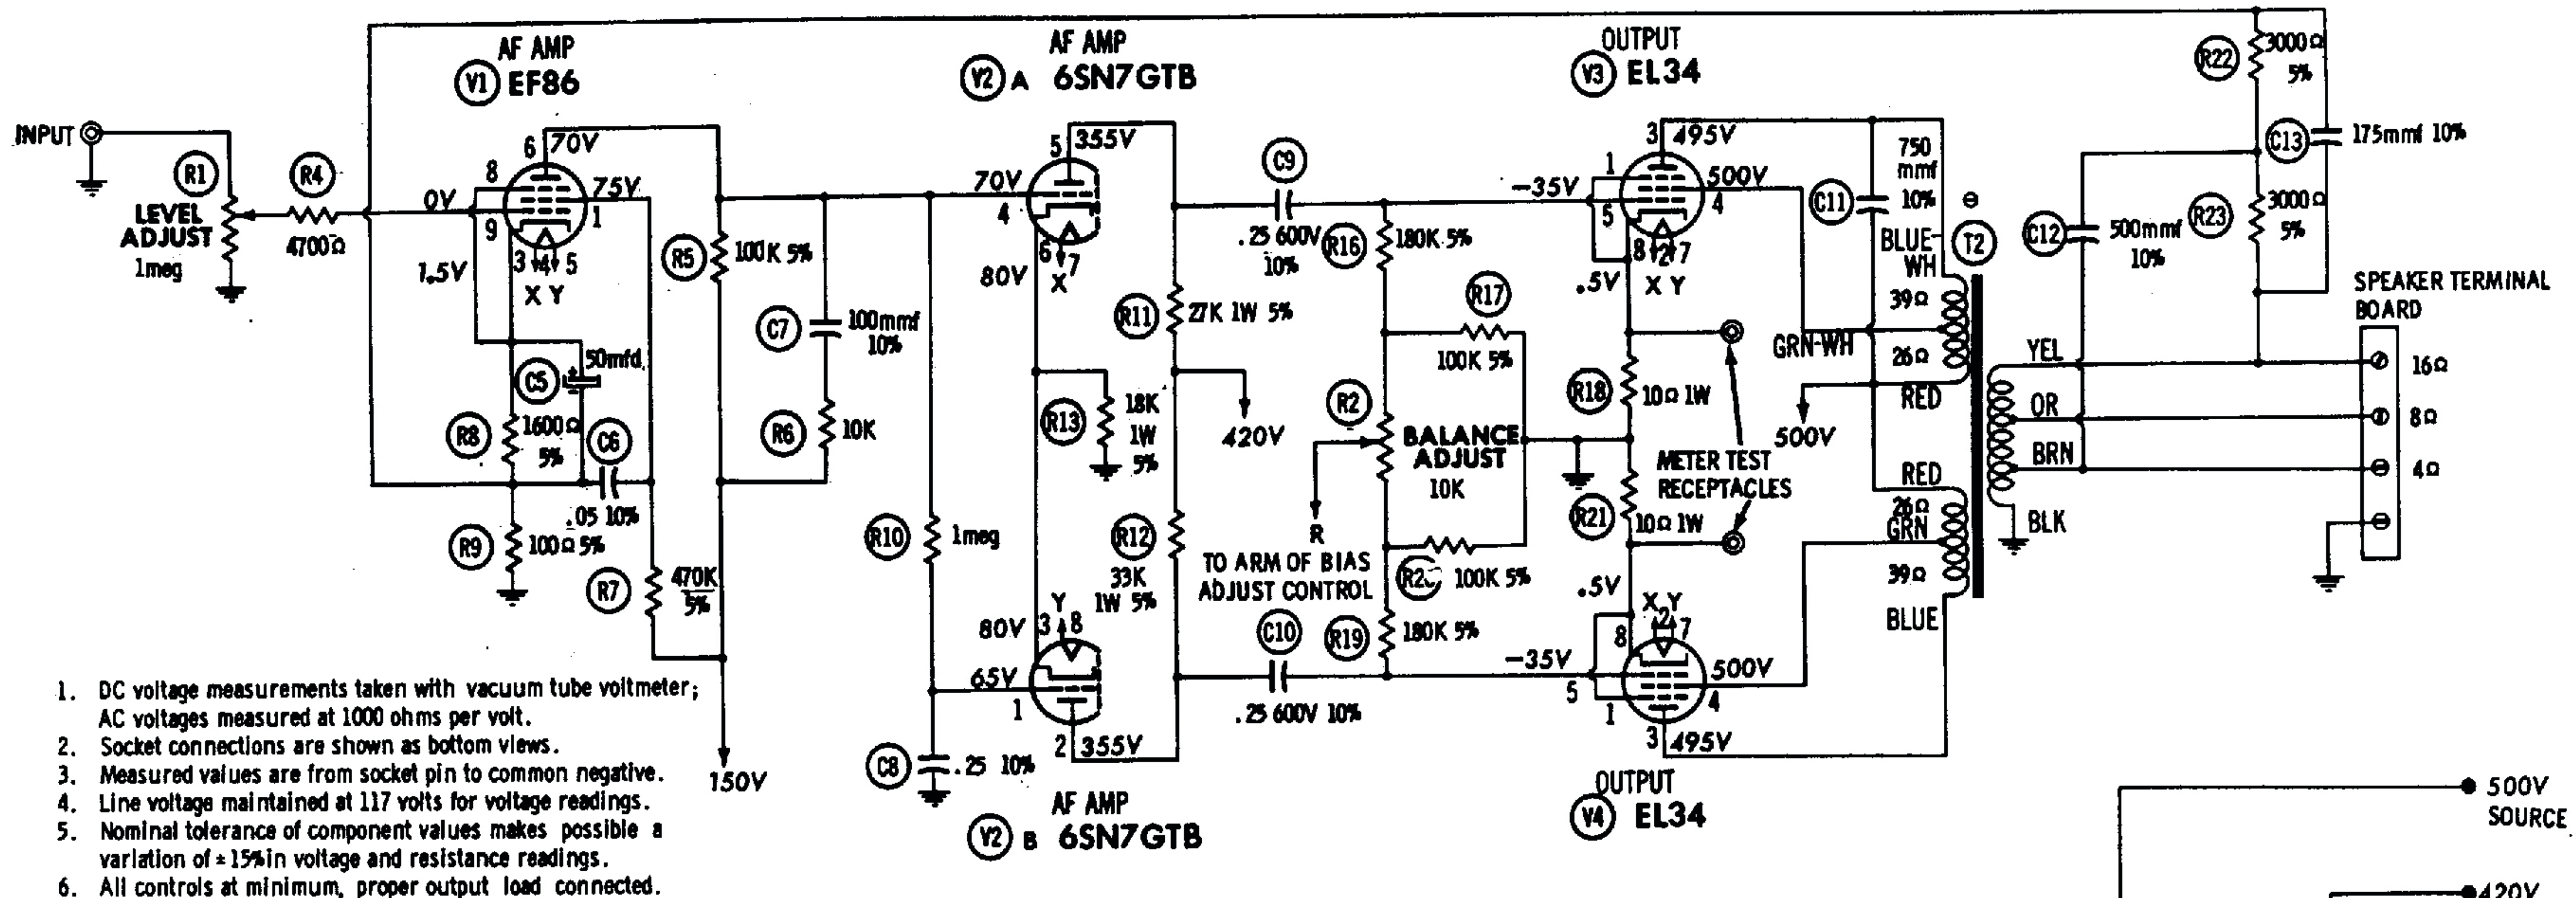 AF AMP
V1 EF86
AF AMP
V2 A 6SN7GTB
OUTPUT
V3 EL34
INPUT
R1
LEVEL
ADJUST
1meg
R4
4700Ω
0V
8
9
6
70V
75V
1
1.5V
3 4 5
X Y
R5
100K 5%
C7
100mmf
10%
R6
10K
C5
50mfd
R8
1600Ω
5%
C6
.05 10%
R9
100Ω 5%
R7
470K
5%
150V
R10
1meg
C8
.25 10%
70V
4
5
355V
6
7
X
80V
R13
18K
1W
5%
R11
27K 1W 5%
420V
R12
33K
1W 5%
80V
Y
3
8
65V
1
2
355V
AF AMP
V2 B 6SN7GTB
C9
.25 600V
10%
R16
180K 5%
R17
100K 5%
R2
BALANCE
ADJUST
10K
R
TO ARM OF BIAS
ADJUST CONTROL
100K 5%
R19
180K 5%
C10
.25 600V 10%
-35V
1
5
3
495V
500V
4
8 2 7
X Y
.5V
R18
10Ω 1W
R21
10Ω 1W
METER TEST
RECEPTACLES
.5V
X Y
2
8
7
-35V
5
1
500V
4
3
495V
OUTPUT
V4 EL34
750
mmf
10%
C11
BLUE-
WH
39Ω
GRN-WH
26Ω
RED
500V
RED
26Ω
GRN
39Ω
BLUE
T2
C12
500mmf
10%
R22
3000Ω
5%
C13
175mmf 10%
R23
3000Ω
5%
SPEAKER TERMINAL
BOARD
YEL
16Ω
OR
8Ω
BRN
4Ω
BLK
500V
SOURCE
420V
1. DC voltage measurements taken with vacuum tube voltmeter;
AC voltages measured at 1000 ohms per volt.
2. Socket connections are shown as bottom views.
3. Measured values are from socket pin to common negative.
4. Line voltage maintained at 117 volts for voltage readings.
5. Nominal tolerance of component values makes possible a
variation of ±15% in voltage and resistance readings.
6. All controls at minimum, proper output load connected.